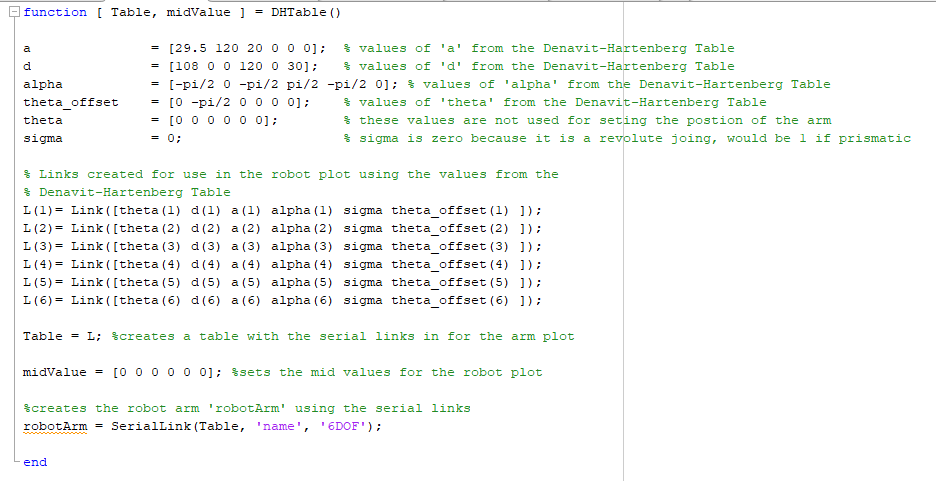 function [ Table, midValue ] = DHTable()
a = [29.5 120 20 0 0 0]; % values of 'a' from the Denavit-Hartenberg Table
d = [108 0 0 120 0 30]; % values of 'd' from the Denavit-Hartenberg Table
alpha = [-pi/2 0 -pi/2 pi/2 -pi/2 0]; % values of 'alpha' from the Denavit-Hartenberg Table
theta_offset = [0 -pi/2 0 0 0 0]; % values of 'theta' from the Denavit-Hartenberg Table
theta = [0 0 0 0 0 0]; % these values are not used for seting the postion of the arm
sigma = 0; % sigma is zero because it is a revolute joing, would be 1 if prismatic
% Links created for use in the robot plot using the values from the
% Denavit-Hartenberg Table
L(1)= Link([theta(1) d(1) a(1) alpha(1) sigma theta_offset(1) ]);
L(2)= Link([theta(2) d(2) a(2) alpha(2) sigma theta_offset(2) ]);
L(3)= Link([theta(3) d(3) a(3) alpha(3) sigma theta_offset(3) ]);
L(4)= Link([theta(4) d(4) a(4) alpha(4) sigma theta_offset(4) ]);
L(5)= Link([theta(5) d(5) a(5) alpha(5) sigma theta_offset(5) ]);
L(6)= Link([theta(6) d(6) a(6) alpha(6) sigma theta_offset(6) ]);
Table = L; %creates a table with the serial links in for the arm plot
midValue = [0 0 0 0 0 0]; %sets the mid values for the robot plot
%creates the robot arm 'robotArm' using the serial links
robotArm = SerialLink(Table, 'name', '6DOF');
end